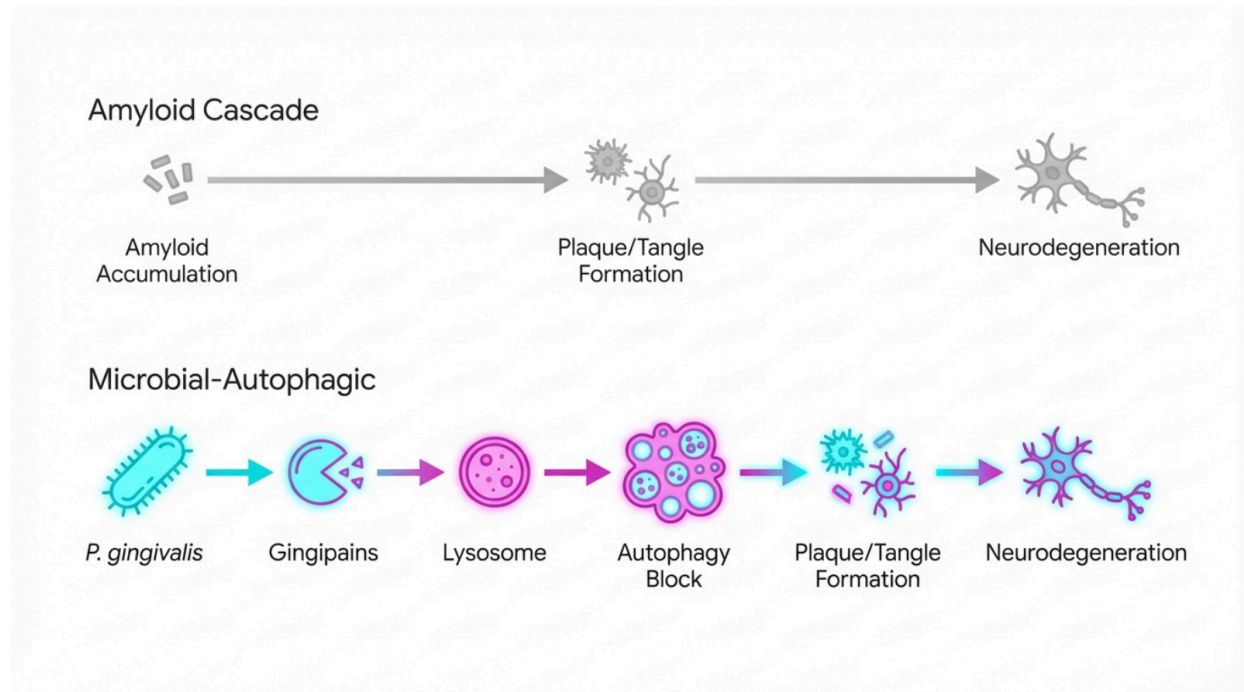 Amyloid Cascade
Amyloid
Accumulation
Plaque/Tangle
Formation
Neurodegeneration
Microbial-Autophagic
P. gingivalis
Gingipains
Lysosome
Autophagy
Block
Plaque/Tangle
Formation
Neurodegeneration